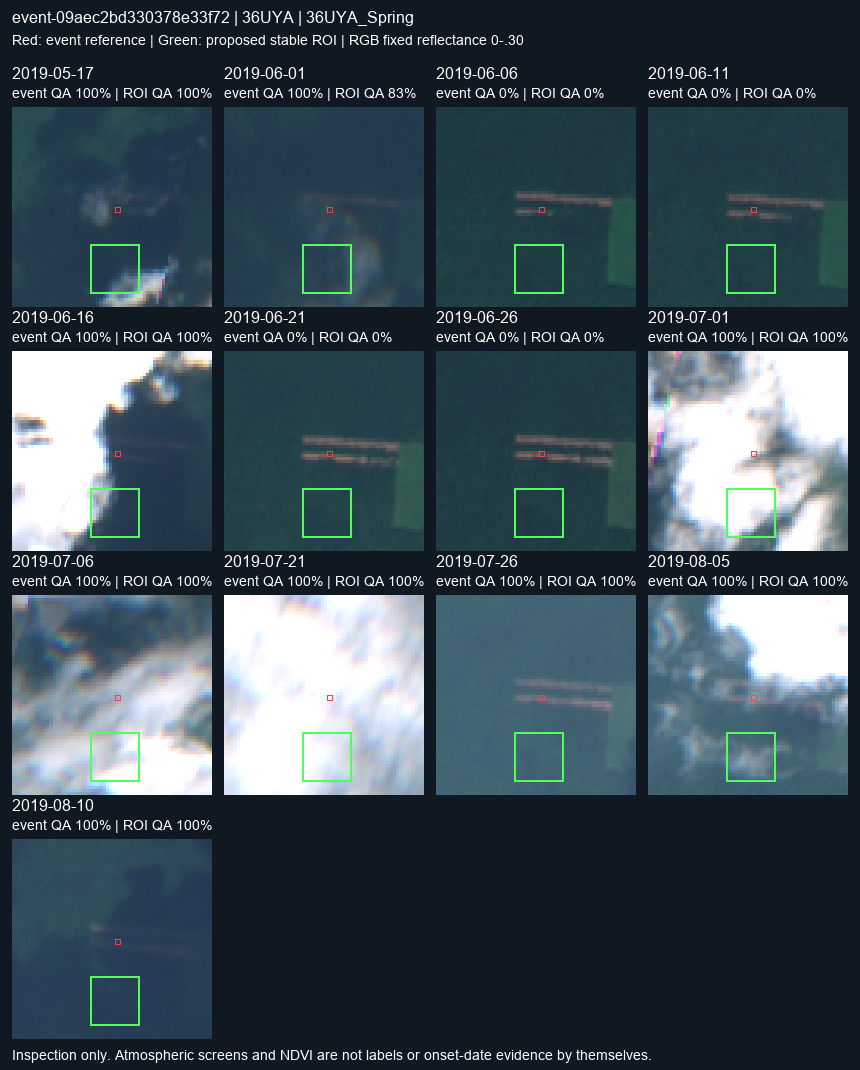 event-09aec2bd330378e33f72 | 36UYA | 36UYA_Spring
Red: event reference | Green: proposed stable ROI | RGB fixed reflectance 0-.30
2019-05-17
event QA 100% | ROI QA 100%
2019-06-01
event QA 100% | ROI QA 83%
2019-06-06
event QA 0% | ROI QA 0%
2019-06-11
event QA 0% | ROI QA 0%
2019-06-16
event QA 100% | ROI QA 100%
2019-06-21
event QA 0% | ROI QA 0%
2019-06-26
event QA 0% | ROI QA 0%
2019-07-01
event QA 100% | ROI QA 100%
2019-07-06
event QA 100% | ROI QA 100%
2019-07-21
event QA 100% | ROI QA 100%
2019-07-26
event QA 100% | ROI QA 100%
2019-08-05
event QA 100% | ROI QA 100%
2019-08-10
event QA 100% | ROI QA 100%
Inspection only. Atmospheric screens and NDVI are not labels or onset-date evidence by themselves.